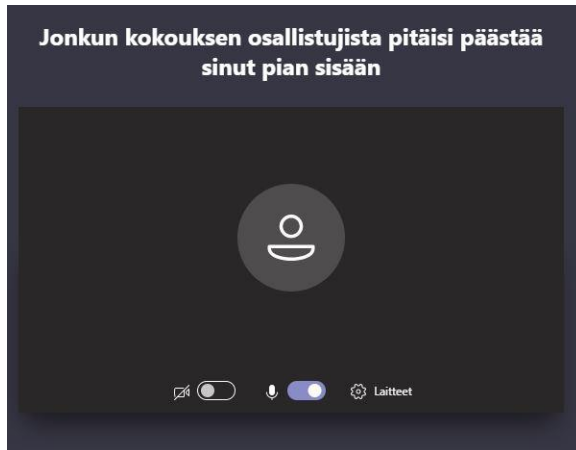 Jonkun kokouksen osallistujista pitäisi päästää
sinut pian sisään
Laitteet